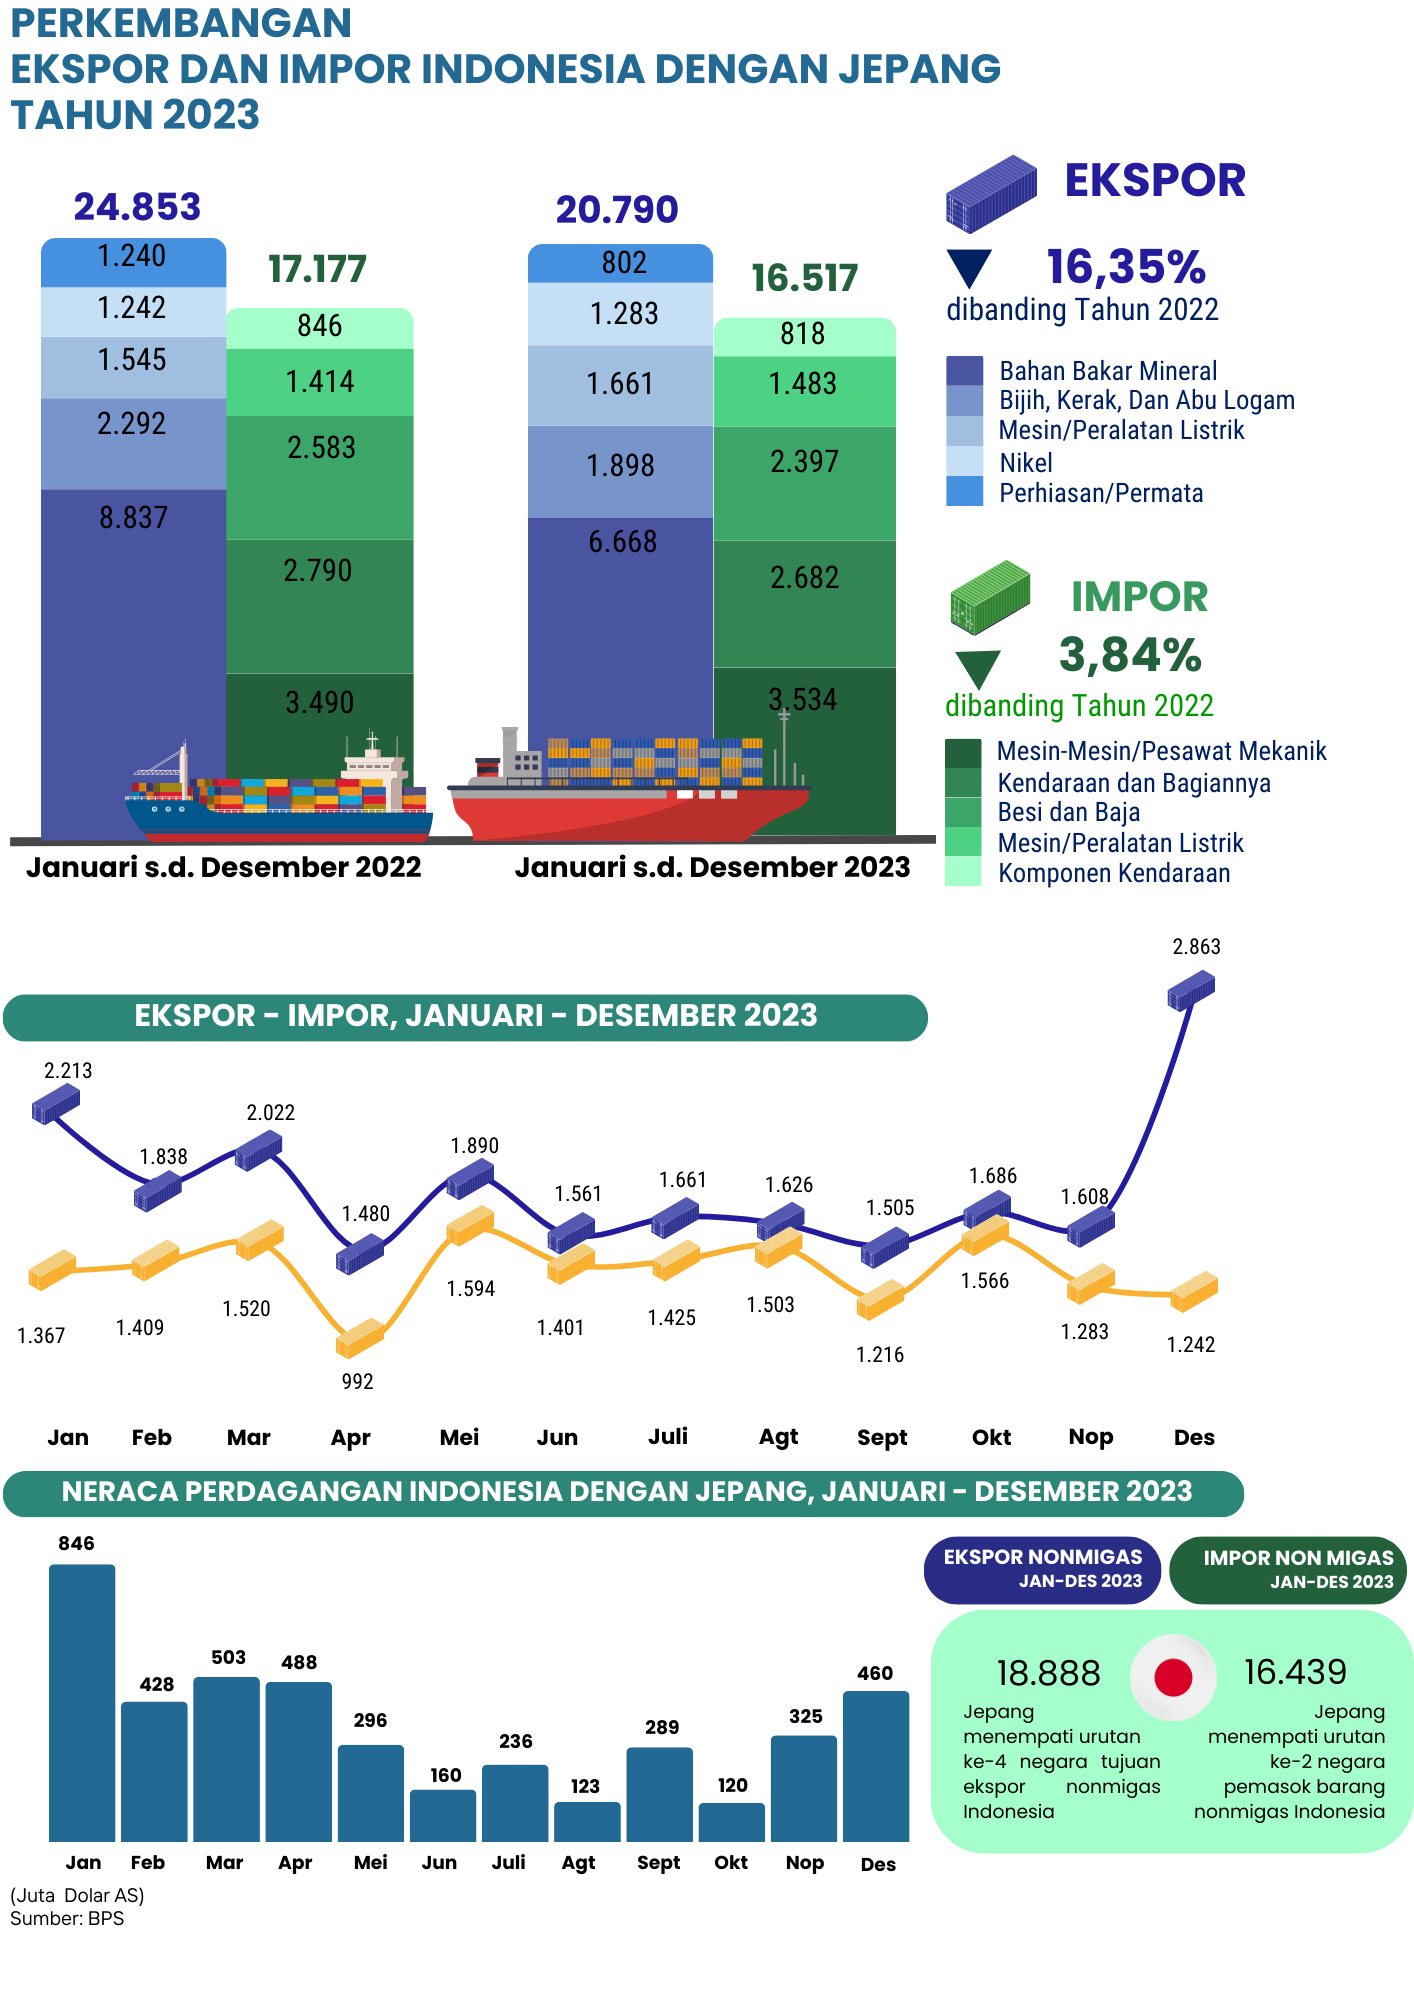 PERKEMBANGAN
EKSPOR DAN IMPOR INDONESIA DENGAN JEPANG
TAHUN 2023
24.853
1.240
1.242
1.545
2.292
8.837
17.177
846
1.414
2.583
2.790
3.490
Januari s.d. Desember 2022
20.790
802
1.283
1.661
1.898
6.668
16.517
818
1.483
2.397
2.682
3.534
Januari s.d. Desember 2023
EKSPOR
16,35%
dibanding Tahun 2022
Bahan Bakar Mineral
Bijih, Kerak, Dan Abu Logam
Mesin/Peralatan Listrik
Nikel
Perhiasan/Permata
IMPOR
3,84%
dibanding Tahun 2022
Mesin-Mesin/Pesawat Mekanik
Kendaraan dan Bagiannya
Besi dan Baja
Mesin/Peralatan Listrik
Komponen Kendaraan
EKSPOR - IMPOR, JANUARI - DESEMBER 2023
2.213
1.838
2.022
1.480
1.890
1.561
1.661
1.626
1.505
1.686
1.608
2.863
1.367
1.409
1.520
992
1.594
1.401
1.425
1.503
1.216
1.566
1.283
1.242
Jan Feb Mar Apr Mei Jun Juli Agt Sept Okt Nop Des
NERACA PERDAGANGAN INDONESIA DENGAN JEPANG, JANUARI - DESEMBER 2023
846
428
503
488
296
160
236
123
289
120
325
460
Jan Feb Mar Apr Mei Jun Juli Agt Sept Okt Nop Des
EKSPOR NONMIGAS
JAN-DES 2023
18.888
Jepang
menempati urutan
ke-4 negara tujuan
ekspor nonmigas
Indonesia
IMPOR NON MIGAS
JAN-DES 2023
16.439
Jepang
menempati urutan
ke-2 negara
pemasok barang
nonmigas Indonesia
(Juta Dolar AS)
Sumber: BPS